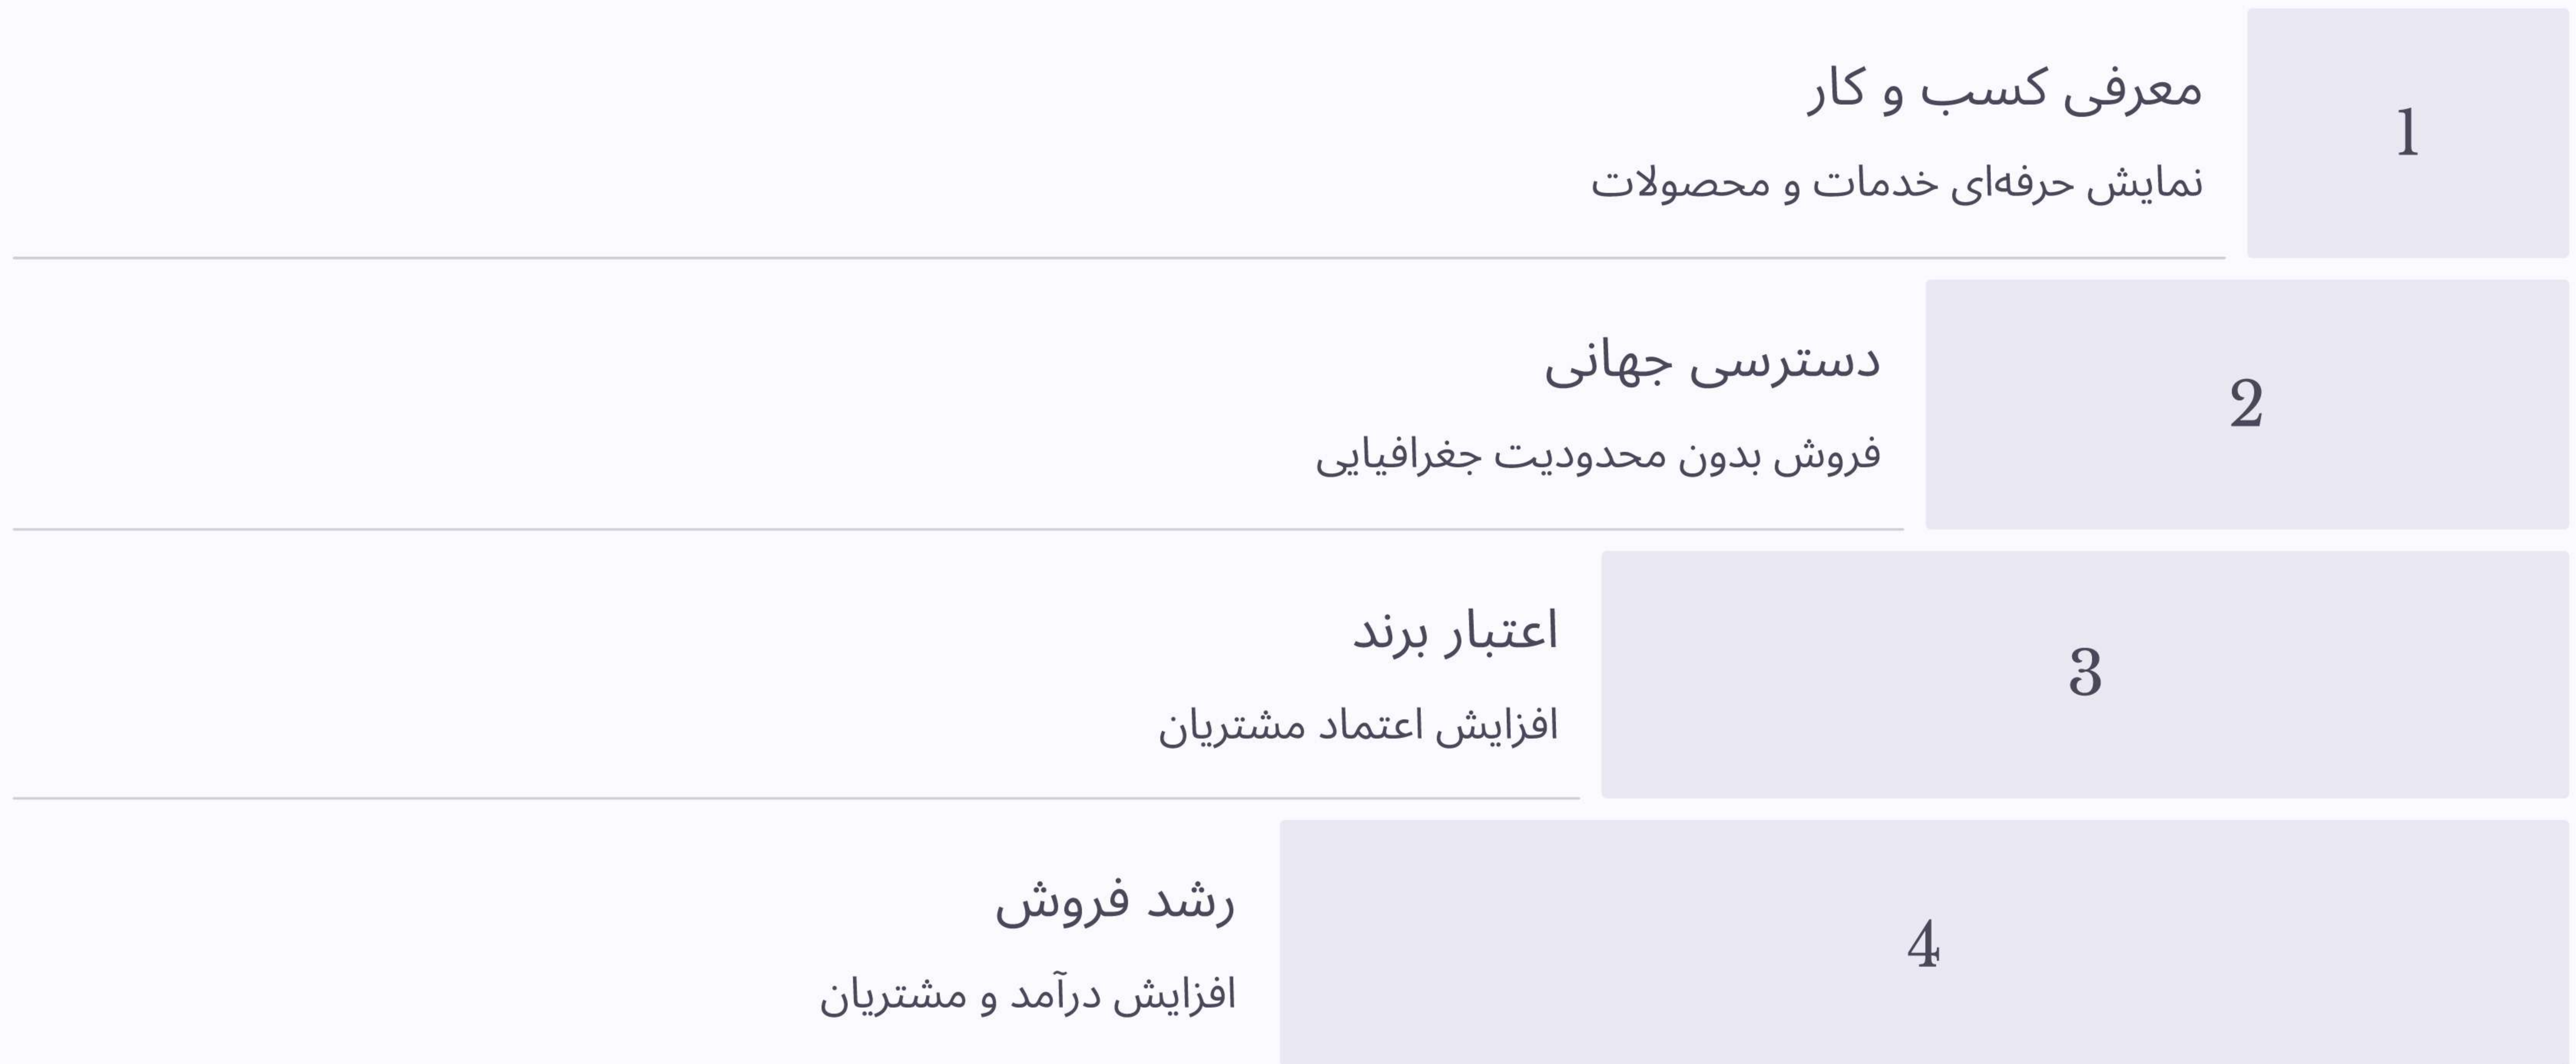 1
معرفی کسب و کار
نمایش حرفه‌ای خدمات و محصولات
2
دسترسی جهانی
فروش بدون محدودیت جغرافیایی
3
اعتبار برند
افزایش اعتماد مشتریان
4
رشد فروش
افزایش درآمد و مشتریان